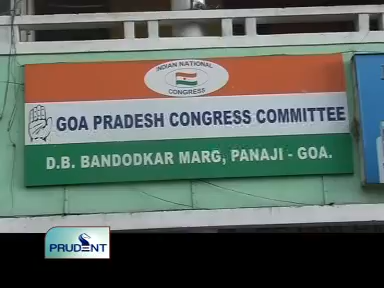 INDIAN NATIONAL
CONGRESS
GOA PRADESH CONGRESS COMMITTEE
D.B. BANDODKAR MARG, PANAJI - GOA.
PRUDENT